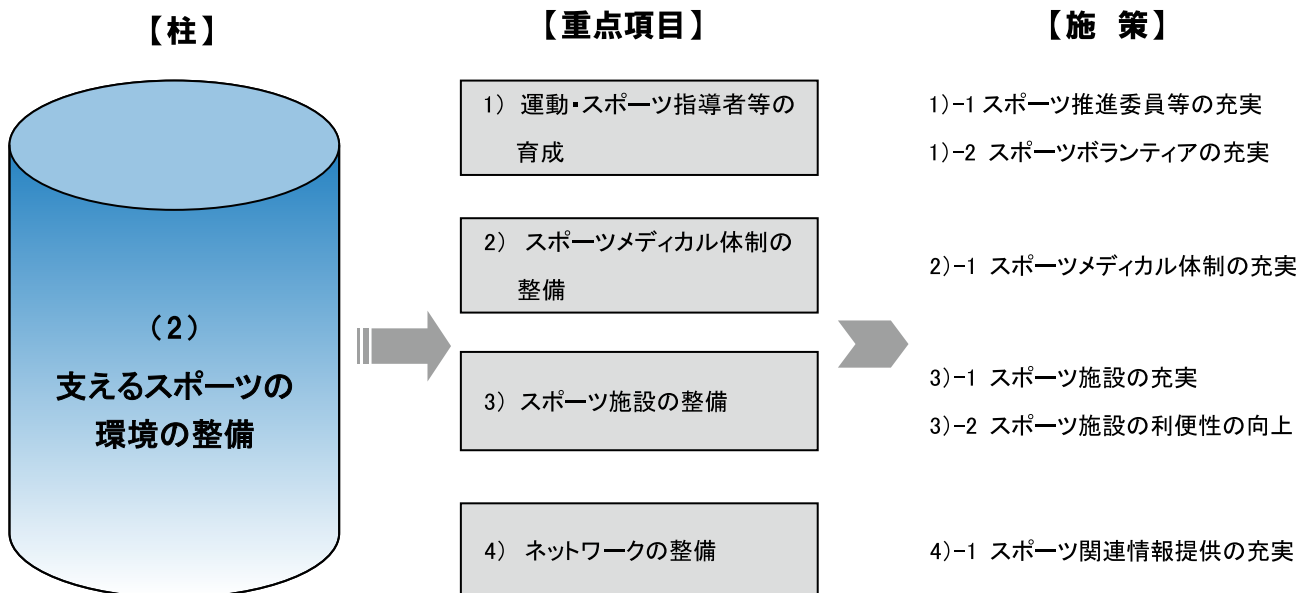 【柱】
【重点項目】
【施 策】
(2)
支えるスポーツの
環境の整備
1) 運動・スポーツ指導者等の
育成
2) スポーツメディカル体制の
整備
3) スポーツ施設の整備
4) ネットワークの整備
1)-1 スポーツ推進委員等の充実
1)-2 スポーツボランティアの充実
2)-1 スポーツメディカル体制の充実
3)-1 スポーツ施設の充実
3)-2 スポーツ施設の利便性の向上
4)-1 スポーツ関連情報提供の充実